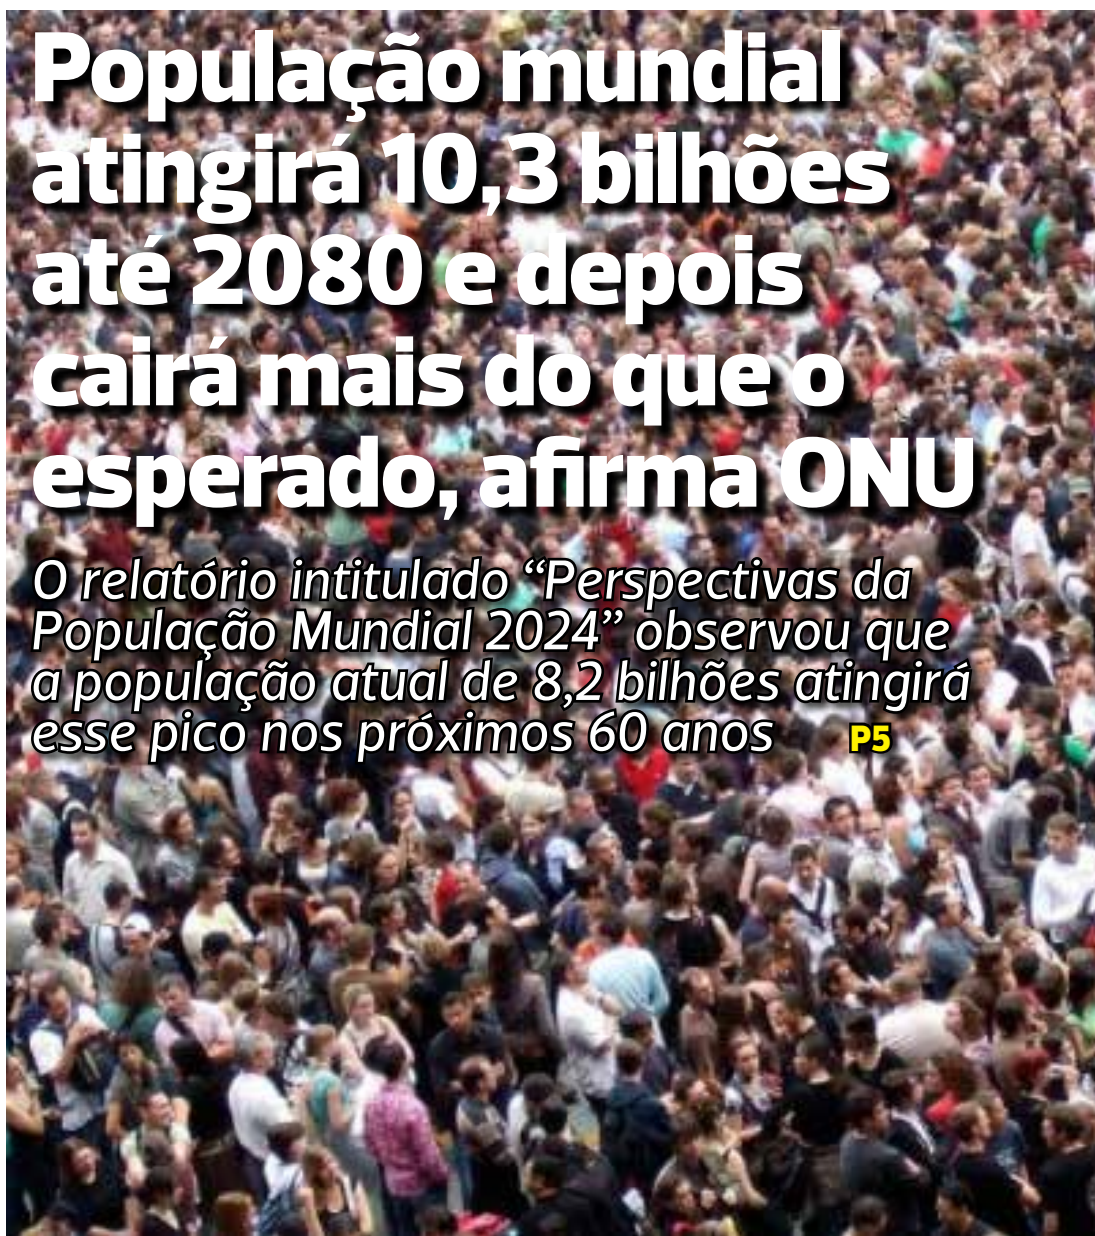 População mundial
atingirá 10,3 bilhões
até 2080 e depois
cairá mais do que o
esperado, afirma ONU
O relatório intitulado “Perspectivas da
População Mundial 2024” observou que
a população atual de 8,2 bilhões atingirá
esse pico nos próximos 60 anos P5